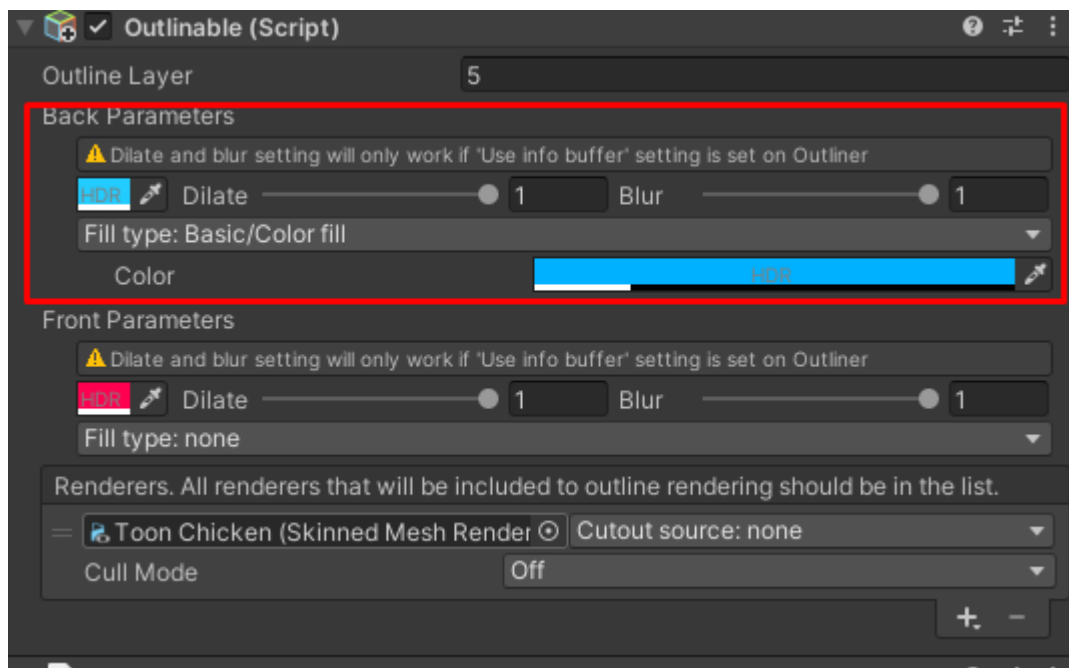 Outlinable (Script)
Outline Layer 5
Back Parameters
Dilate and blur setting will only work if 'Use info buffer' setting is set on Outliner
HDR Dilate 1 Blur 1
Fill type: Basic/Color fill
Color HDR
Front Parameters
Dilate and blur setting will only work if 'Use info buffer' setting is set on Outliner
HDR Dilate 1 Blur 1
Fill type: none
Renderers. All renderers that will be included to outline rendering should be in the list.
Toon Chicken (Skinned Mesh Render Cutout source: none
Cull Mode Off